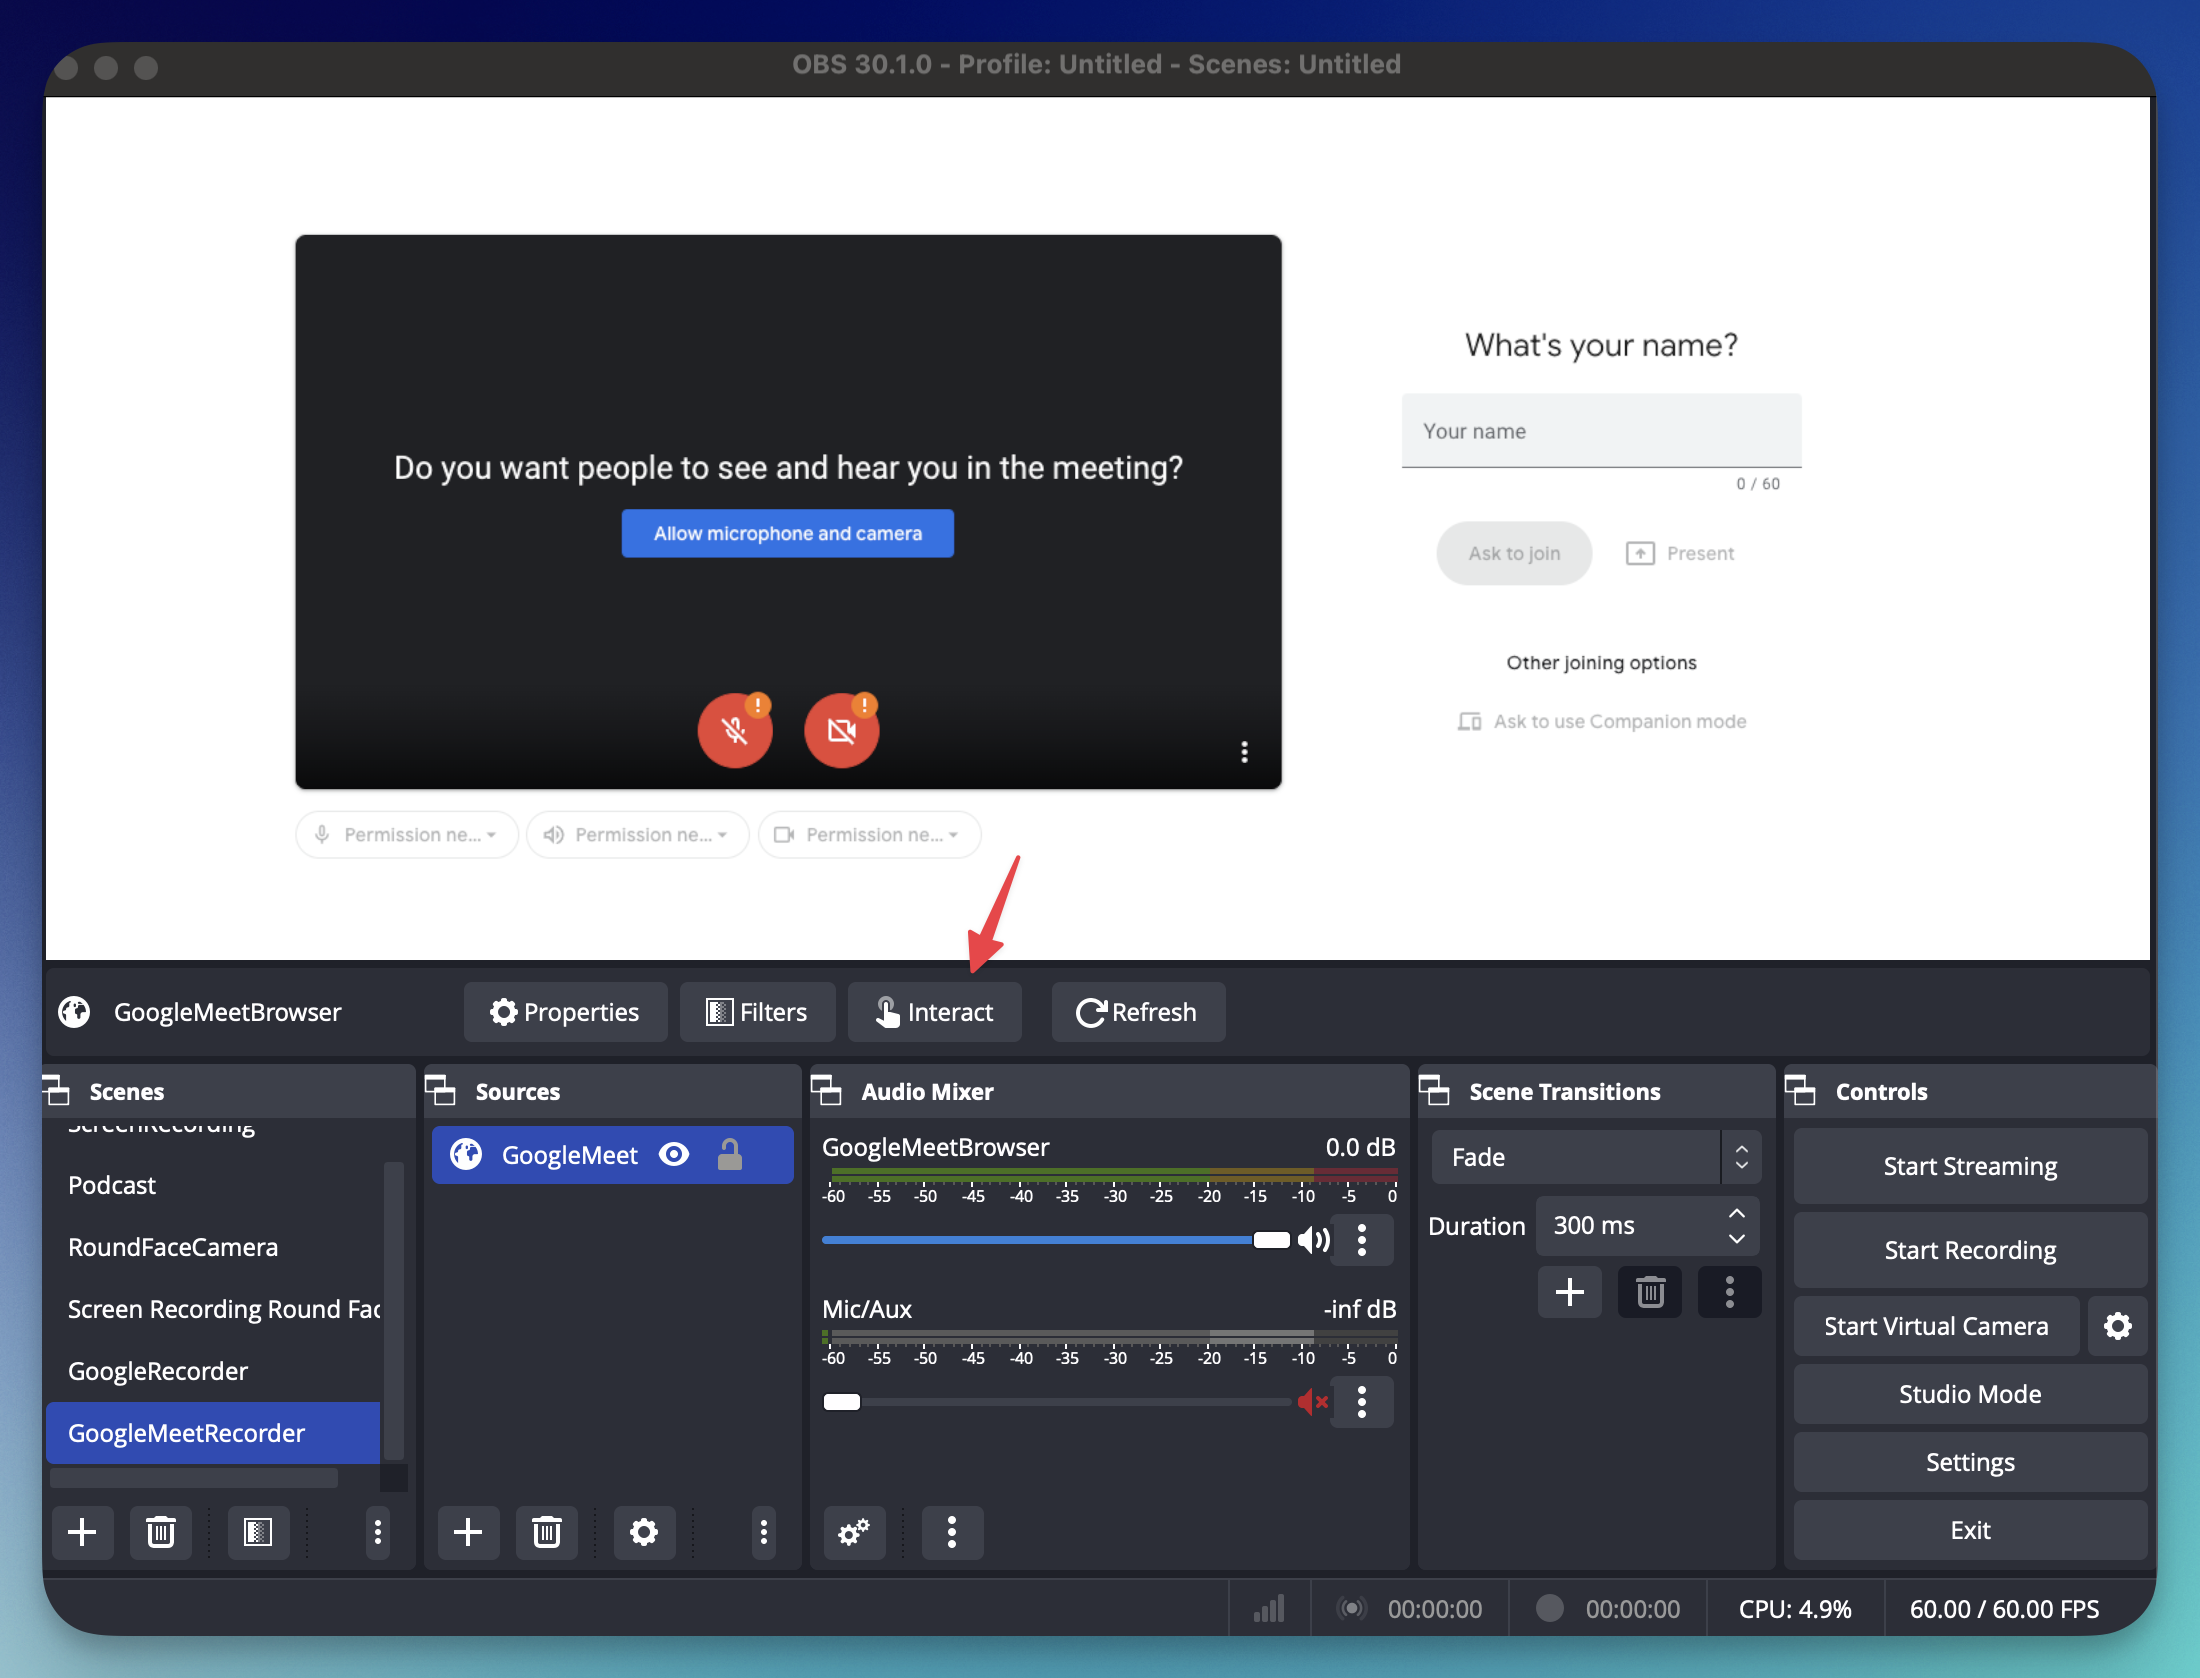 OBS 30.1.0 - Profile: Untitled - Scenes: Untitled
Do you want people to see and hear you in the meeting?
Allow microphone and camera
Permission ne...
Permission ne...
Permission ne...
What's your name?
Your name
0 / 60
Ask to join
Present
Other joining options
Ask to use Companion mode
GoogleMeetBrowser
Properties
Filters
Interact
Refresh
Scenes
ScreenRecording
Podcast
RoundFaceCamera
Screen Recording Round Fac
GoogleRecorder
GoogleMeetRecorder
Sources
GoogleMeet
Audio Mixer
GoogleMeetBrowser 0.0 dB
-60 -55 -50 -45 -40 -35 -30 -25 -20 -15 -10 -5 0
Mic/Aux -inf dB
-60 -55 -50 -45 -40 -35 -30 -25 -20 -15 -10 -5 0
Scene Transitions
Fade
Duration 300 ms
Controls
Start Streaming
Start Recording
Start Virtual Camera
Studio Mode
Settings
Exit
00:00:00
00:00:00
CPU: 4.9%
60.00 / 60.00 FPS